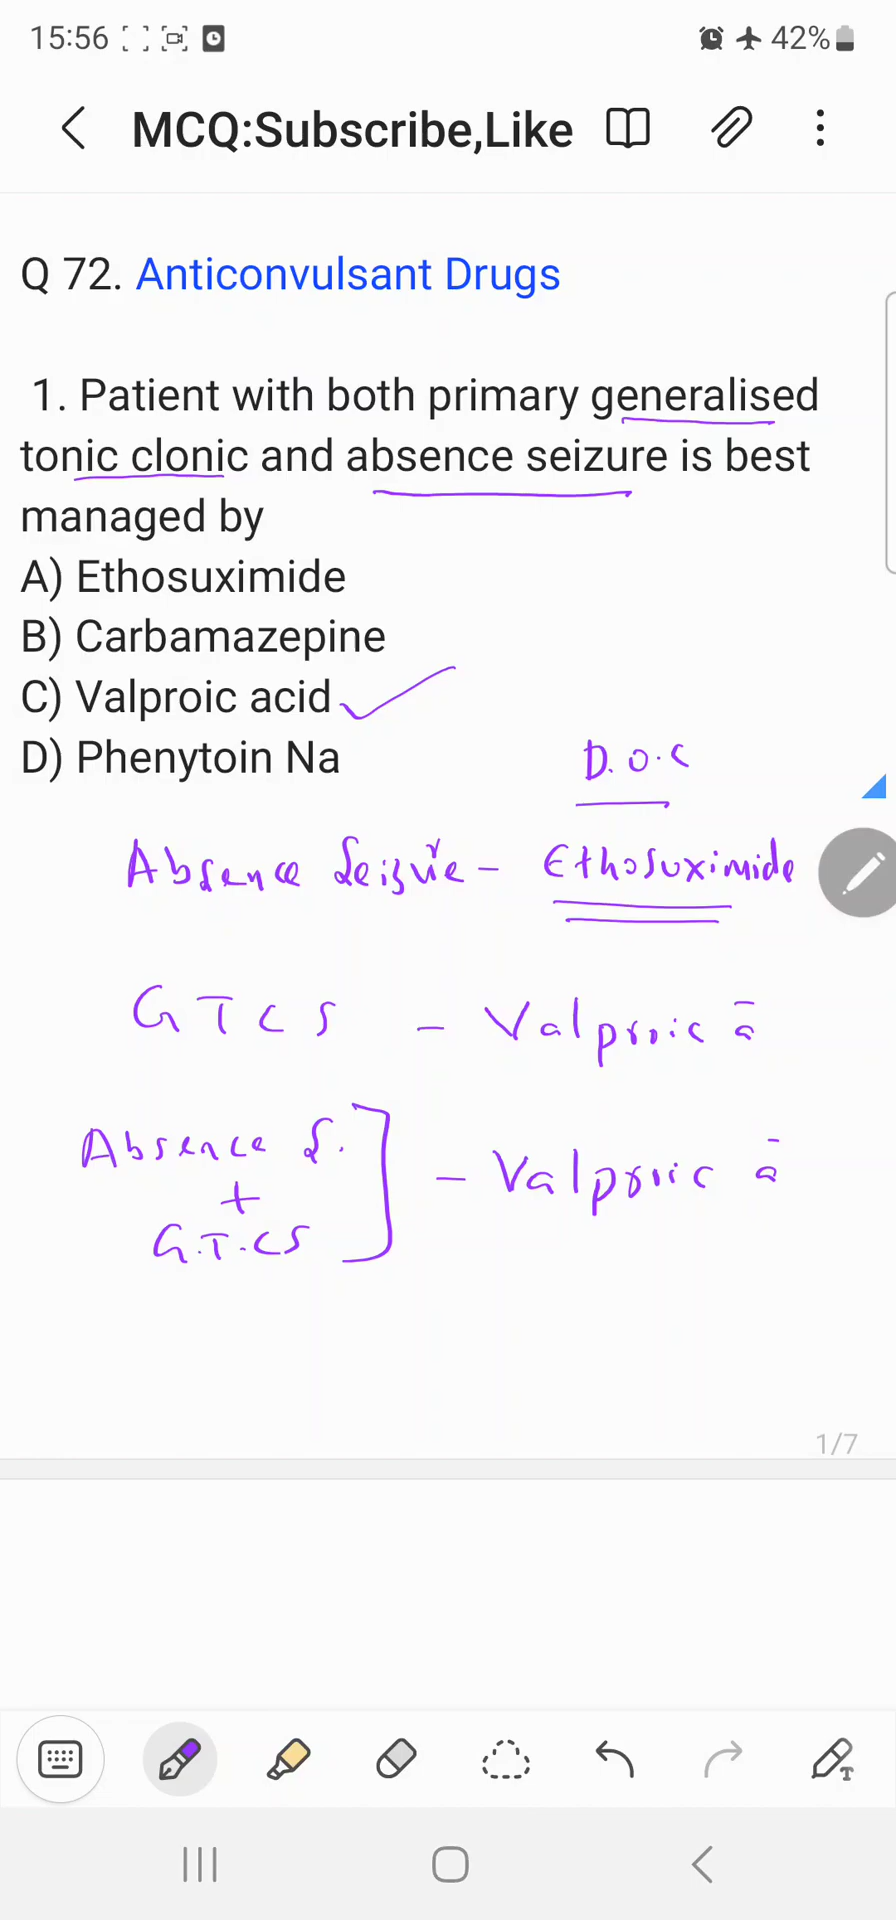 15:56
42%
MCQ:Subscribe,Like
Q 72. Anticonvulsant Drugs
1. Patient with both primary generalised
tonic clonic and absence seizure is best
managed by
A) Ethosuximide
B) Carbamazepine
C) Valproic acid
D) Phenytoin Na
D.O.C
Absence Seizure - Ethosuximide
GTCS - Valproic a
Absence S.
+
G.T.CS
- Valproic a
1/7
T